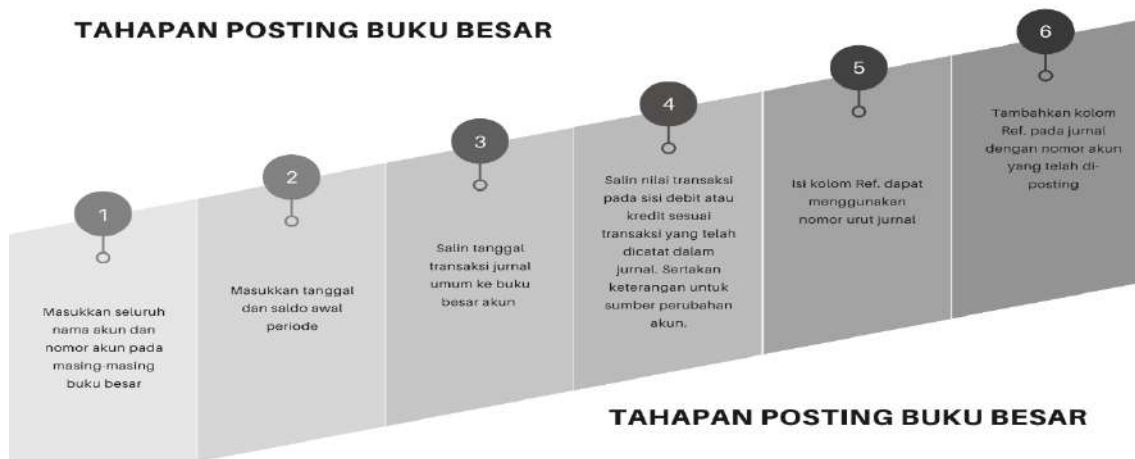 TAHAPAN POSTING BUKU BESAR
1
Masukkan seluruh
nama akun dan
nomor akun pada
masing-masing
buku besar
2
Masukkan tanggal
dan saldo awal
periode
3
Salin tanggal
transaksi jurnal
umum ke buku
besar akun
4
Salin nilai transaksi
pada sisi debit atau
kredit sesuai
transaksi yang telah
dicatat dalam
jurnal. Sertakan
keterangan untuk
sumber perubahan
akun.
5
Isi kolom Ref. dapat
menggunakan
nomor urut jurnal
6
Tambahkan kolom
Ref. pada jurnal
dengan nomor akun
yang telah di-
posting
TAHAPAN POSTING BUKU BESAR